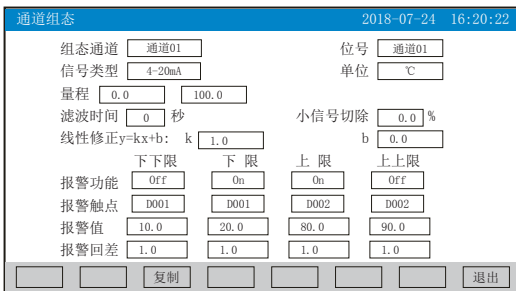 通道组态 2018-07-24 16:20:22
组态通道 通道01 位号 通道01
信号类型 4-20mA 单位 ℃
量程 0.0 100.0
滤波时间 0 秒 小信号切除 0.0 %
线性修正y=kx+b: k 1.0 b 0.0
下下限 下 限 上 限 上上限
报警功能 Off On On Off
报警触点 D001 D001 D002 D002
报警值 10.0 20.0 80.0 90.0
报警回差 1.0 1.0 1.0 1.0
复制 退出